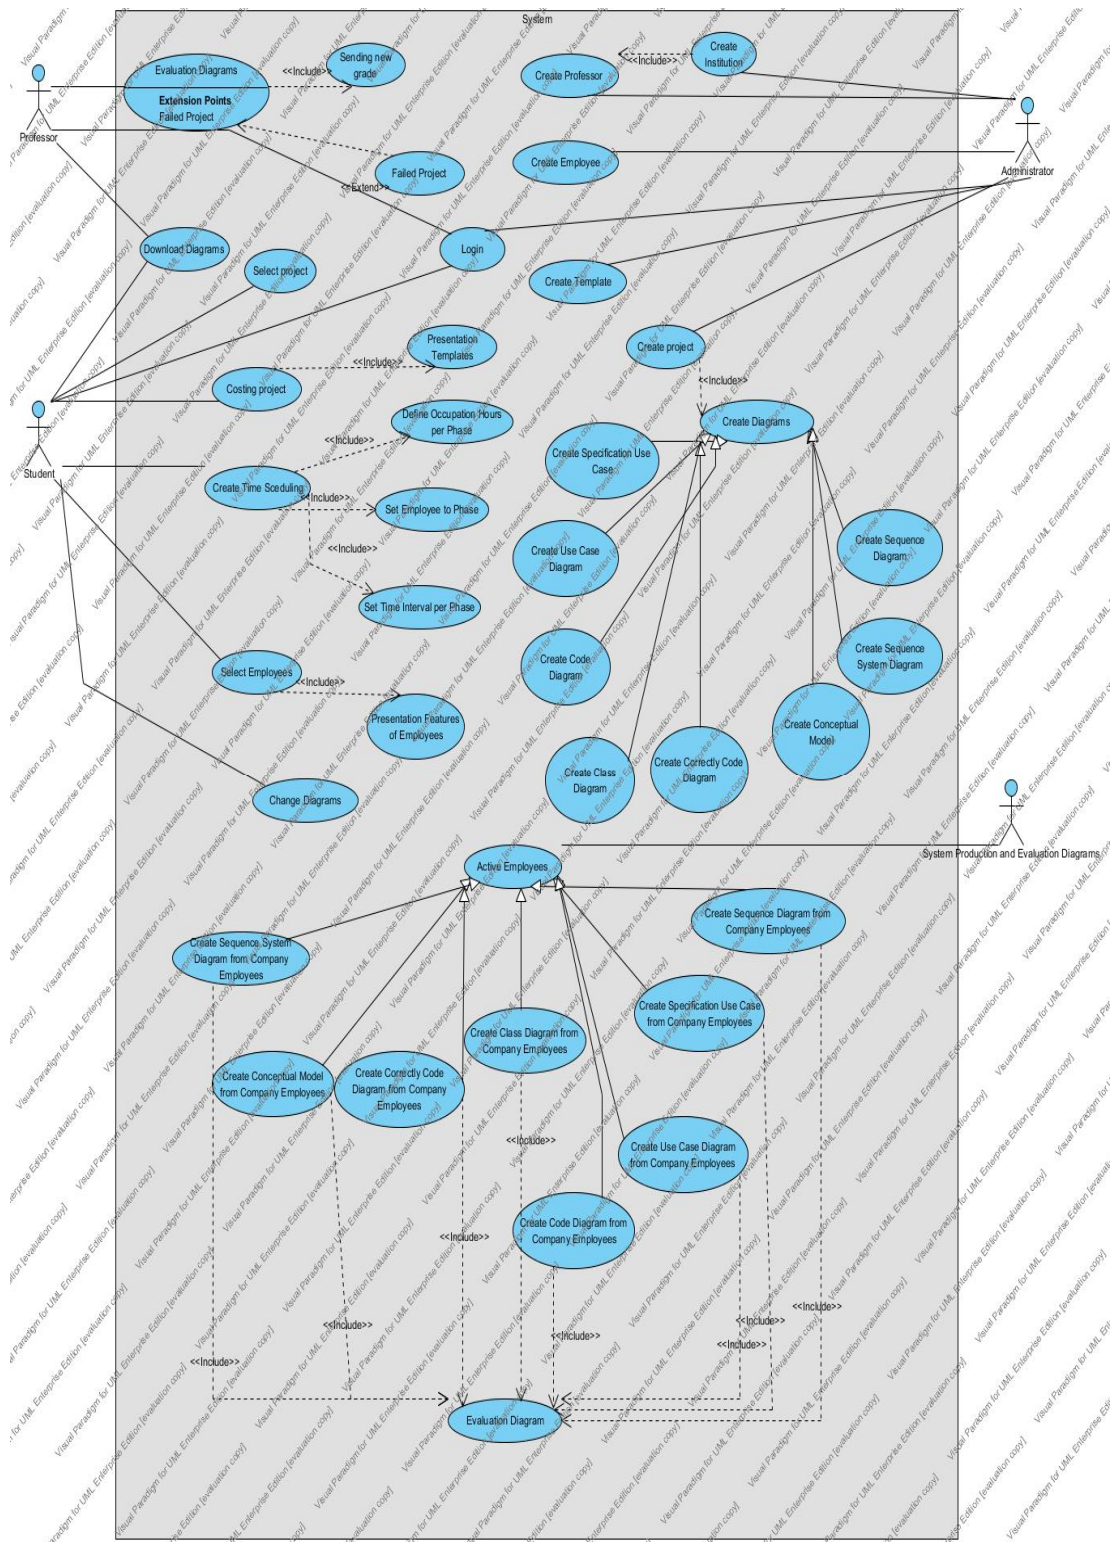 System
Evaluation Diagrams
Extension Points
Failed Project
<<Include>>
Sending new
grade
Create Professor
<<Include>>
Create
Institution
Professor
Administrator
Create Employee
Failed Project
<<Extend>>
Download Diagrams
Login
Select project
Create Template
Presentation
Templates
<<Include>>
Costing project
Create project
<<Include>>
Define Occupation Hours
per Phase
<<Include>>
Create Diagrams
Student
Create Specification Use
Case
Create Time Sceduling
<<Include>>
Set Employee to Phase
<<Include>>
Create Use Case
Diagram
Create Sequence
Diagram
Set Time Interval per Phase
Create Code
Diagram
Create Sequence
System Diagram
Select Employees
<<Include>>
Presentation Features
of Employees
Create Conceptual
Model
Create Class
Diagram
Create Correctly Code
Diagram
Change Diagrams
System Production and Evaluation Diagrams
Active Employees
Create Sequence Diagram from
Company Employees
Create Sequence System
Diagram from Company
Employees
Create Specification Use Case
from Company Employees
Create Class Diagram from
Company Employees
Create Conceptual Model
from Company Employees
Create Correctly Code
Diagram from Company
Employees
<<Include>>
Create Use Case Diagram
from Company Employees
Create Code Diagram from
Company Employees
<<Include>>
<<Include>>
<<Include>>
<<Include>>
<<Include>>
<<Include>>
<<Include>>
Evaluation Diagram
Visual Paradigm for UML Enterprise Edition [evaluation copy]